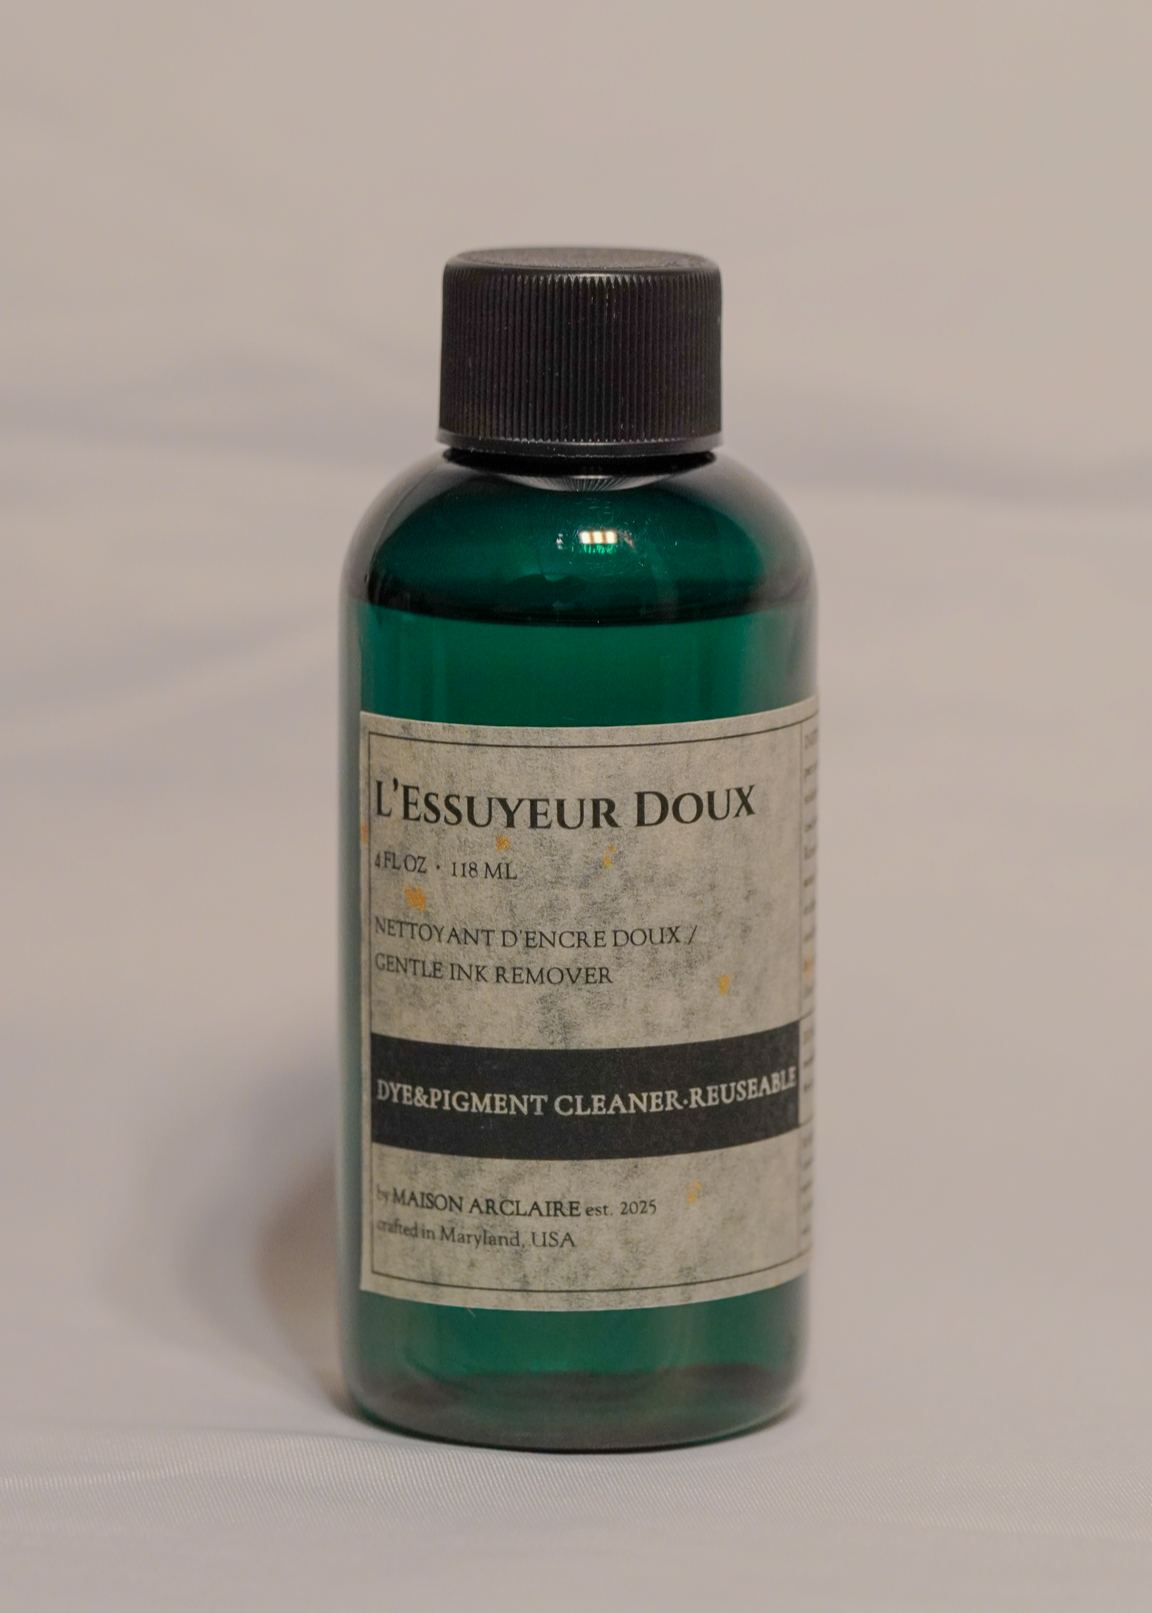 L'ESSUYEUR DOUX
4 FL OZ · 118 ML
NETTOYANT D'ENCRE DOUX /
GENTLE INK REMOVER
DYE&PIGMENT CLEANER·REUSEABLE
by MAISON ARCLAIRE est. 2025
crafted in Maryland, USA